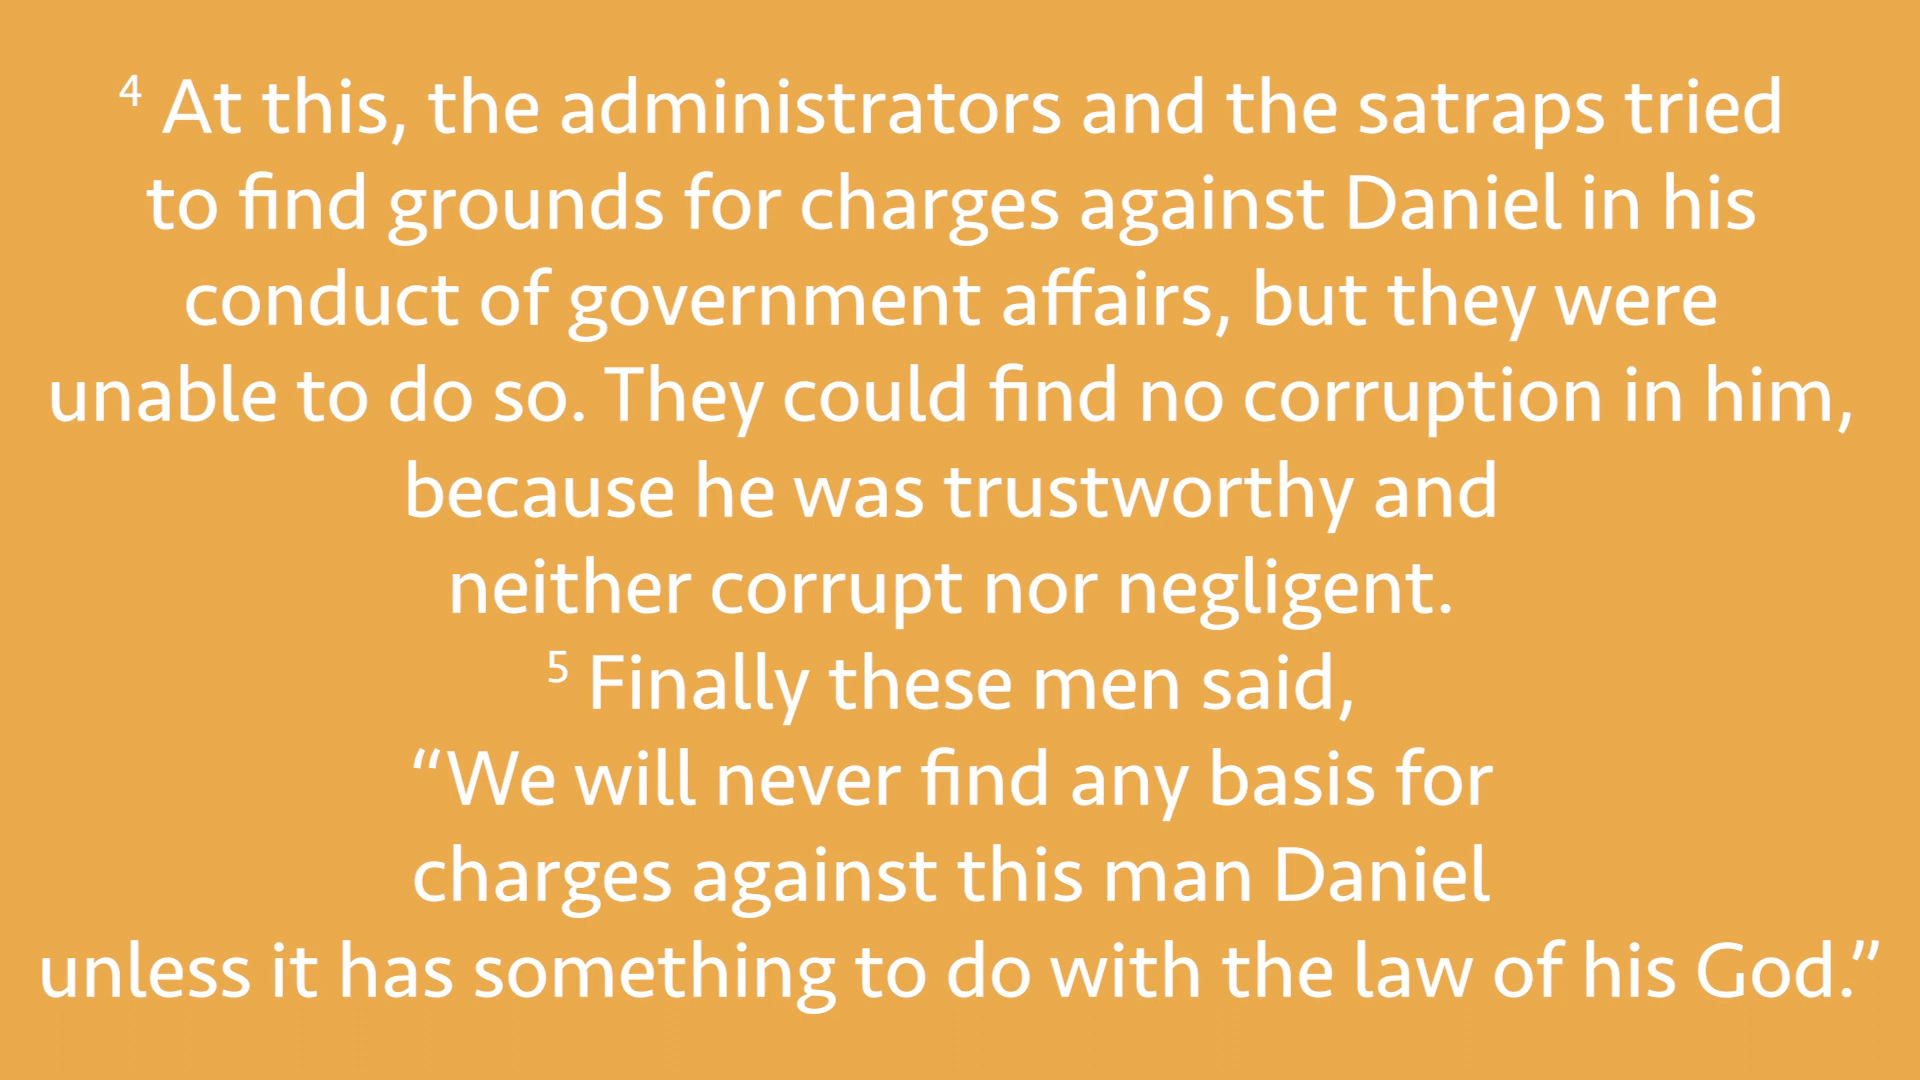 ⁴ At this, the administrators and the satraps tried
to find grounds for charges against Daniel in his
conduct of government affairs, but they were
unable to do so. They could find no corruption in him,
because he was trustworthy and
neither corrupt nor negligent.
⁵ Finally these men said,
“We will never find any basis for
charges against this man Daniel
unless it has something to do with the law of his God.”